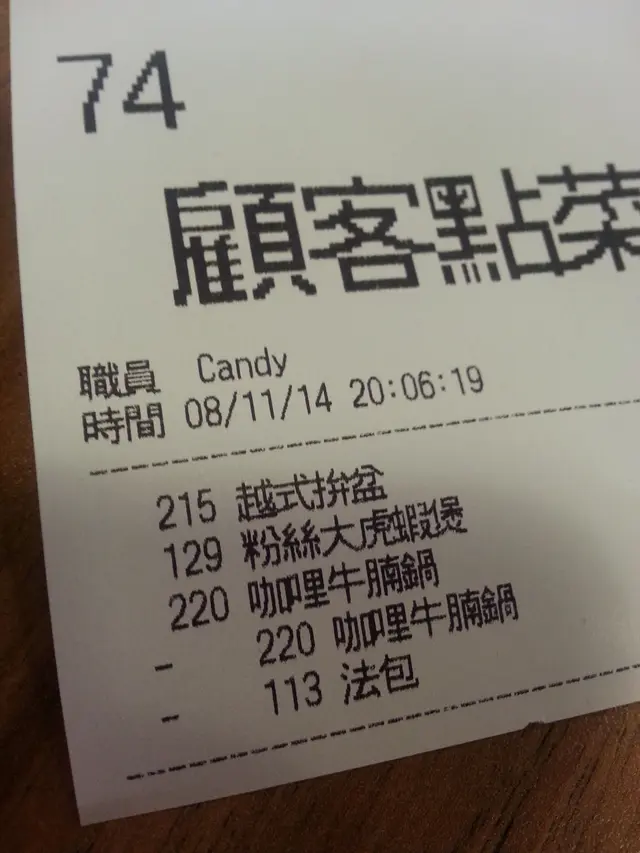 74
顧客點菜
職員 Candy
時間 08/11/14 20:06:19
215 越式拚盆
129 粉絲大虎蝦煲
220 咖哩牛腩鍋
- 220 咖哩牛腩鍋
- 113 法包